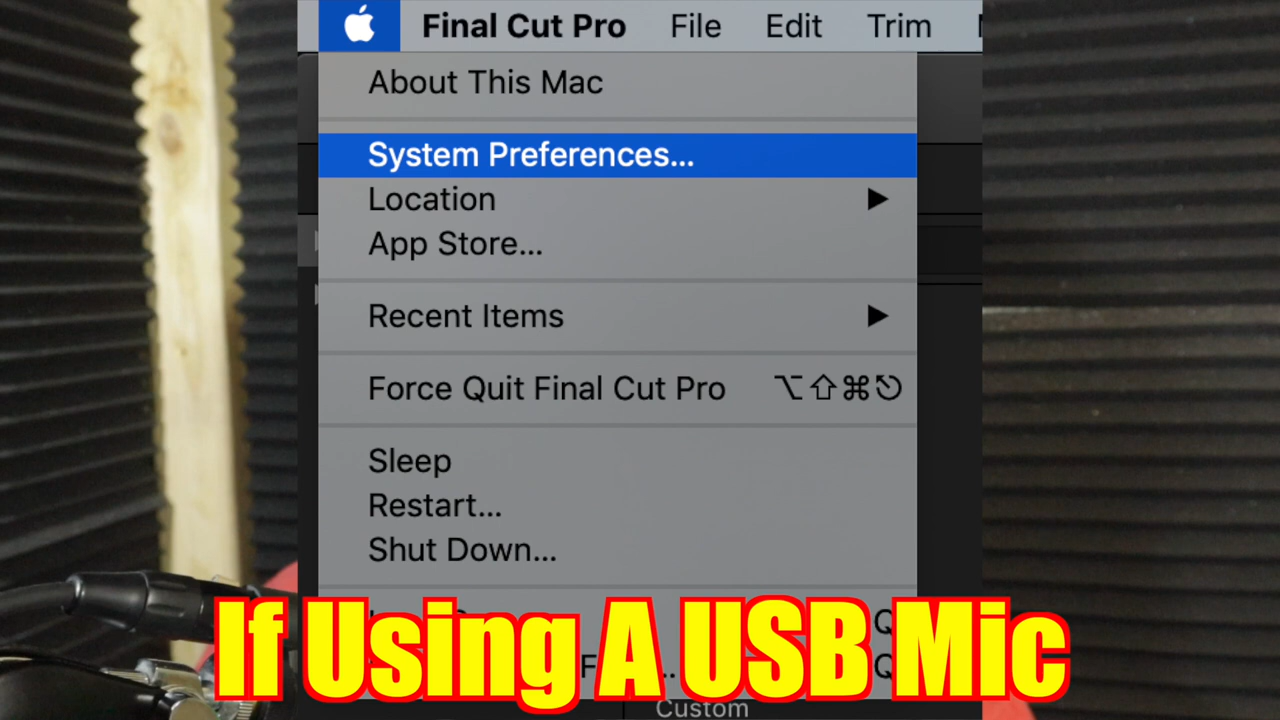 Final Cut Pro File Edit Trim
About This Mac
System Preferences...
Location
App Store...
Recent Items
Force Quit Final Cut Pro ⌥⇧⌘⎋
Sleep
Restart...
Shut Down...
If Using A USB Mic
Custom